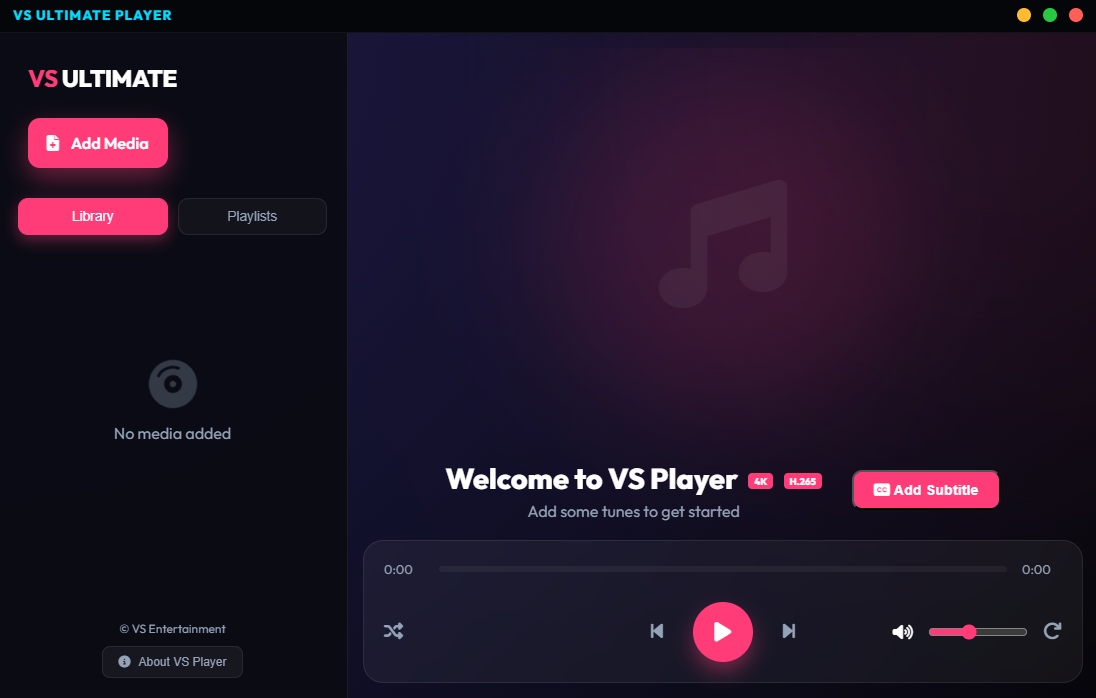 VS ULTIMATE PLAYER
VS ULTIMATE
Add Media
Library
Playlists
No media added
© VS Entertainment
About VS Player
Welcome to VS Player 4K H.265
Add some tunes to get started
CC Add Subtitle
0:00
0:00